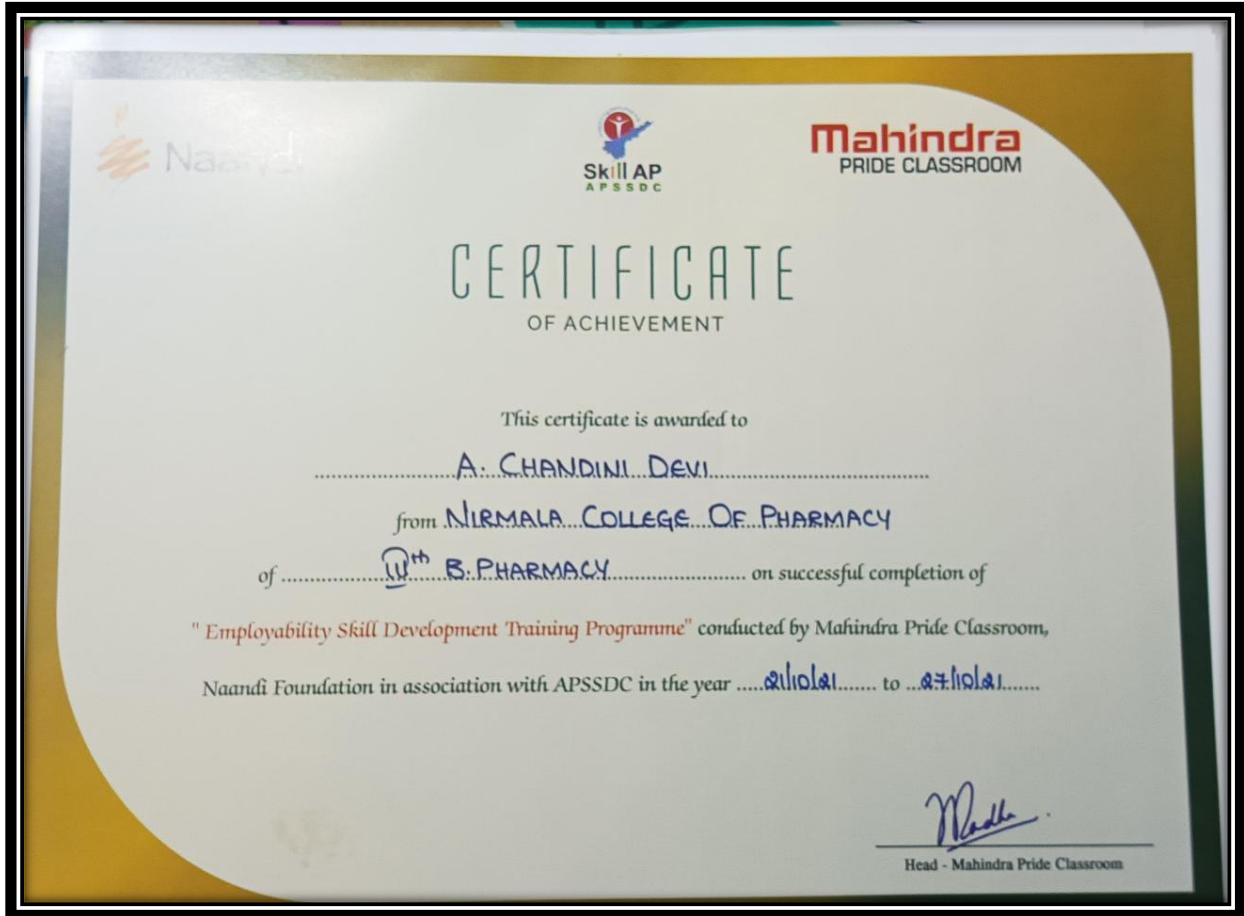 Naandi
Skill AP
APSSDC
Mahindra
PRIDE CLASSROOM
CERTIFICATE
OF ACHIEVEMENT
This certificate is awarded to
A. CHANDINI DEVI
from NIRMALA COLLEGE OF PHARMACY
of IVth B. PHARMACY on successful completion of
" Employability Skill Development Training Programme" conducted by Mahindra Pride Classroom,
Naandi Foundation in association with APSSDC in the year 21/10/21 to 27/10/21
Head - Mahindra Pride Classroom